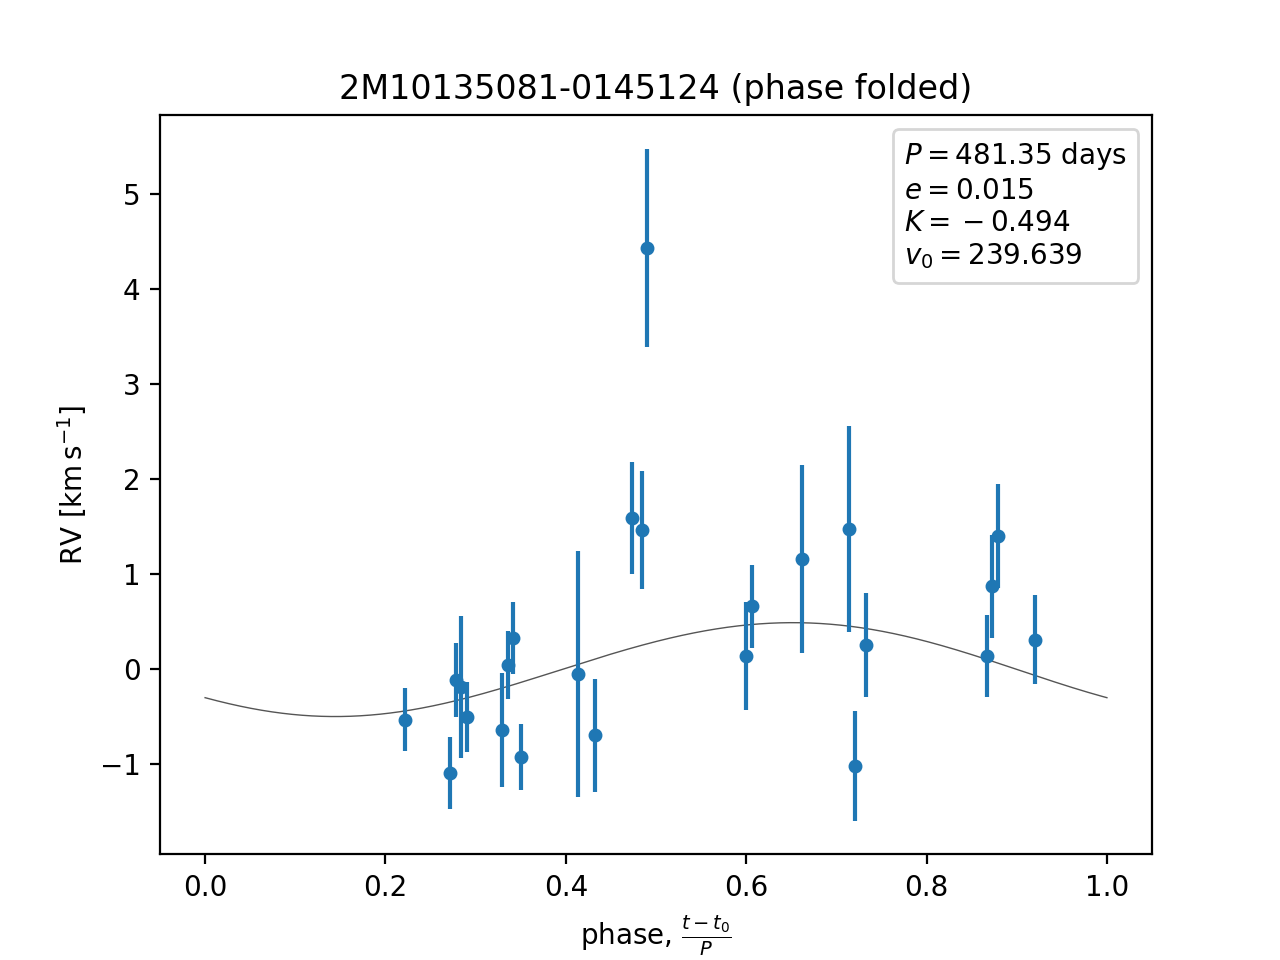 2M10135081-0145124 (phase folded)
P = 481.35 days
e = 0.015
K = −0.494
v₀ = 239.639
RV [km s⁻¹]
5
4
3
2
1
0
−1
0.0 0.2 0.4 0.6 0.8 1.0
phase, (t − t₀)/P